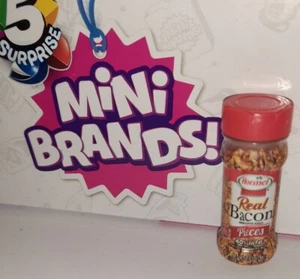 5
SURPRISE
MINI
BRANDS!
Hormel
Real
Bacon
Pieces